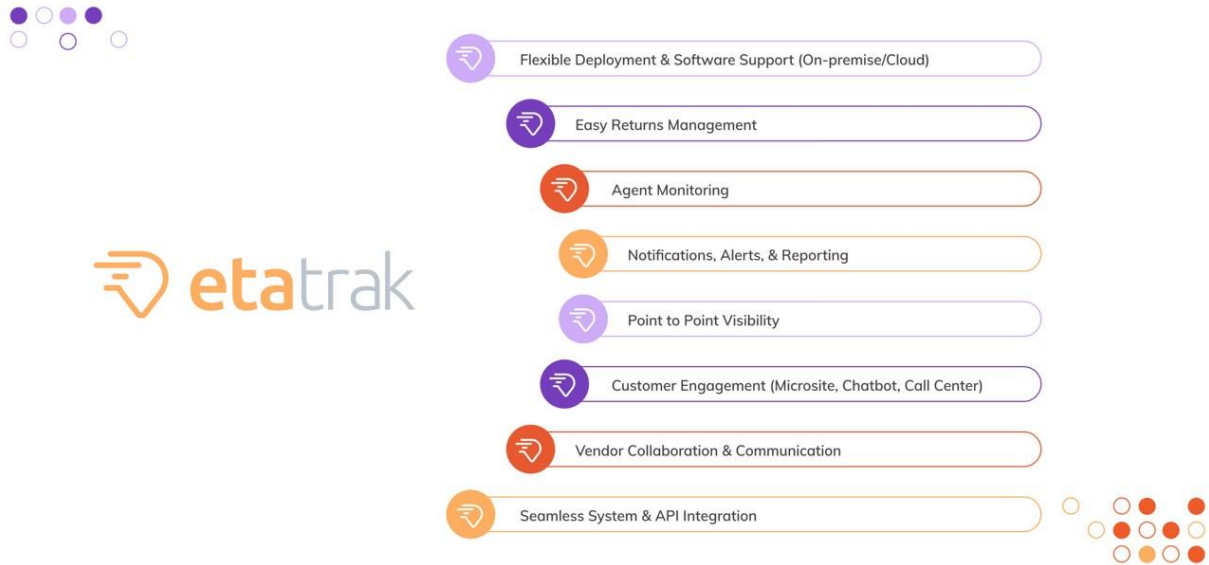 Flexible Deployment & Software Support (On-premise/Cloud)
Easy Returns Management
Agent Monitoring
Notifications, Alerts, & Reporting
etatrak
Point to Point Visibility
Customer Engagement (Microsite, Chatbot, Call Center)
Vendor Collaboration & Communication
Seamless System & API Integration